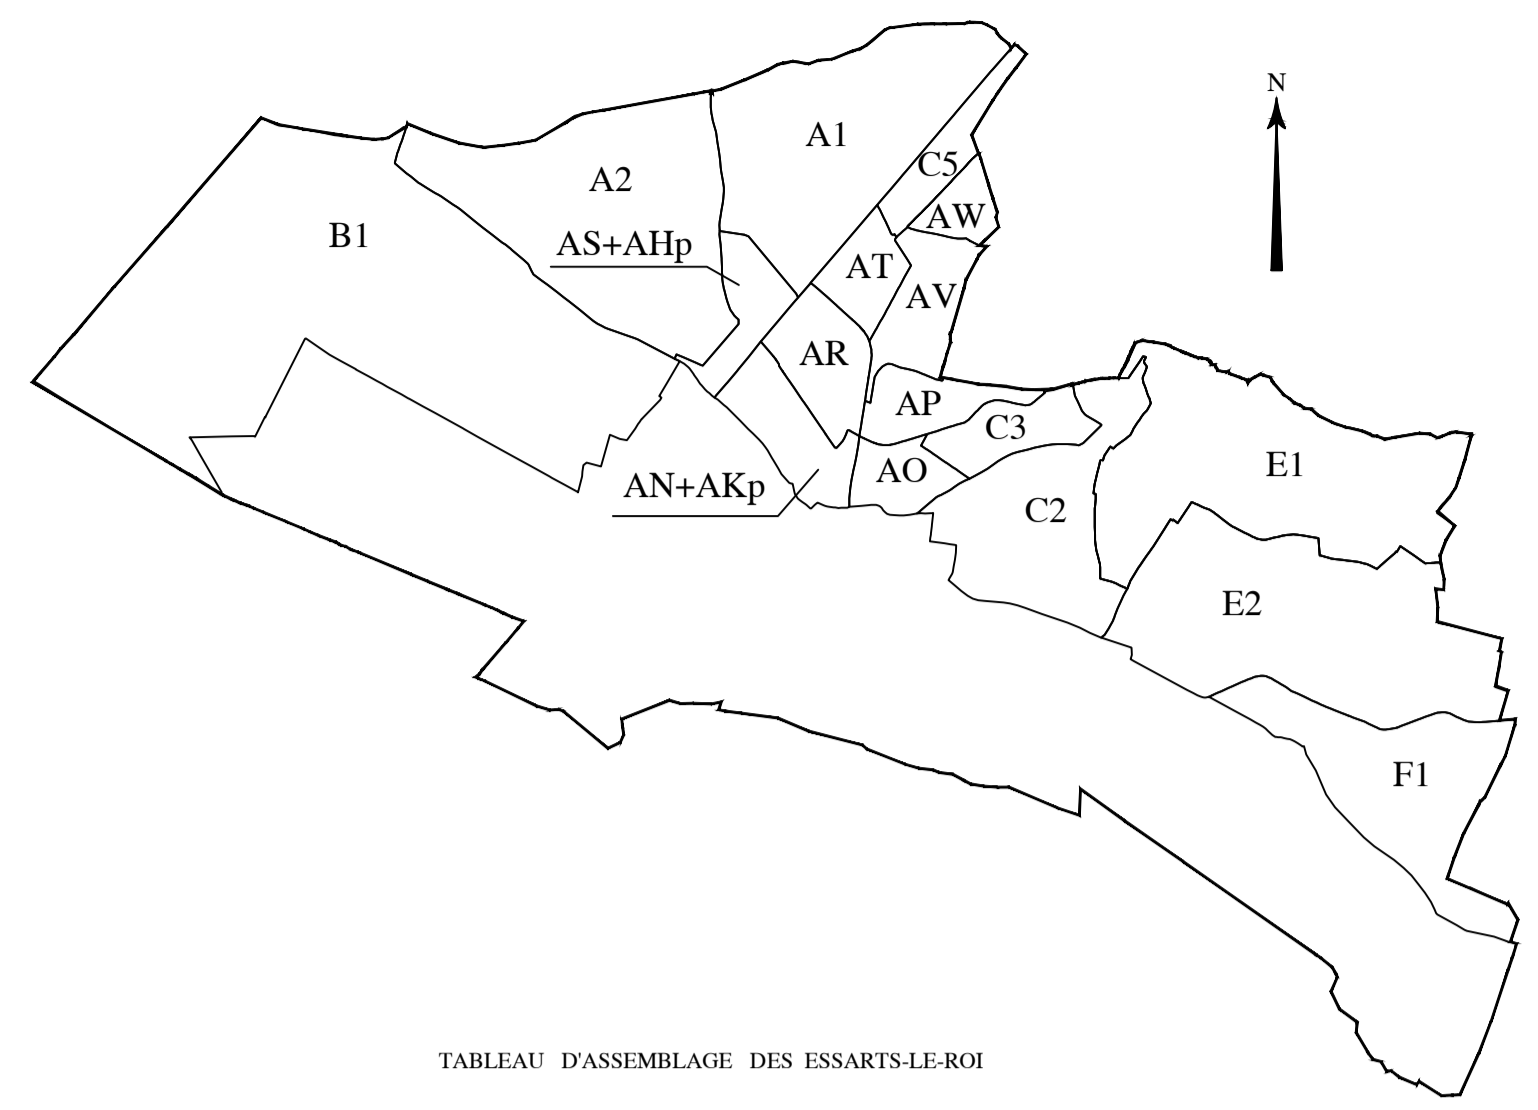 N
A1
C5
A2
AW
B1
AS+AHp
AT
AV
AR
AP
C3
E1
AO
AN+AKp
C2
E2
F1
TABLEAU D'ASSEMBLAGE DES ESSARTS-LE-ROI